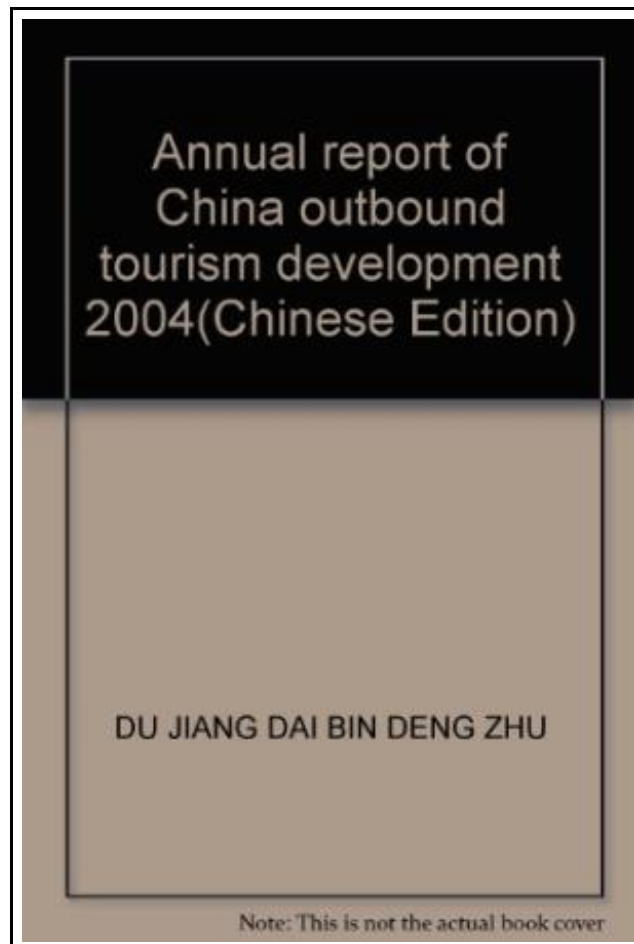 Annual report of
China outbound
tourism development
2004(Chinese Edition)
DU JIANG DAI BIN DENG ZHU
Note: This is not the actual book cover